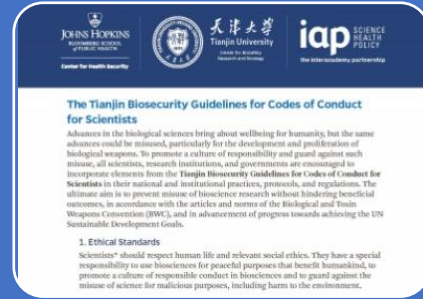 JOHNS HOPKINS
BLOOMBERG SCHOOL
of PUBLIC HEALTH
Center for Health Security
天津大学
Tianjin University
Center for Biosafety
Research and Strategy
iap SCIENCE
HEALTH
POLICY
the interacademy partnership
The Tianjin Biosecurity Guidelines for Codes of Conduct
for Scientists
Advances in the biological sciences bring about wellbeing for humanity, but the same
advances could be misused, particularly for the development and proliferation of
biological weapons. To promote a culture of responsibility and guard against such
misuse, all scientists, research institutions, and governments are encouraged to
incorporate elements from the Tianjin Biosecurity Guidelines for Codes of Conduct for
Scientists in their national and institutional practices, protocols, and regulations. The
ultimate aim is to prevent misuse of bioscience research without hindering beneficial
outcomes, in accordance with the articles and norms of the Biological and Toxin
Weapons Convention (BWC), and in advancement of progress towards achieving the UN
Sustainable Development Goals.
1. Ethical Standards
Scientists* should respect human life and relevant social ethics. They have a special
responsibility to use biosciences for peaceful purposes that benefit humankind, to
promote a culture of responsible conduct in biosciences and to guard against the
misuse of science for malicious purposes, including harm to the environment.